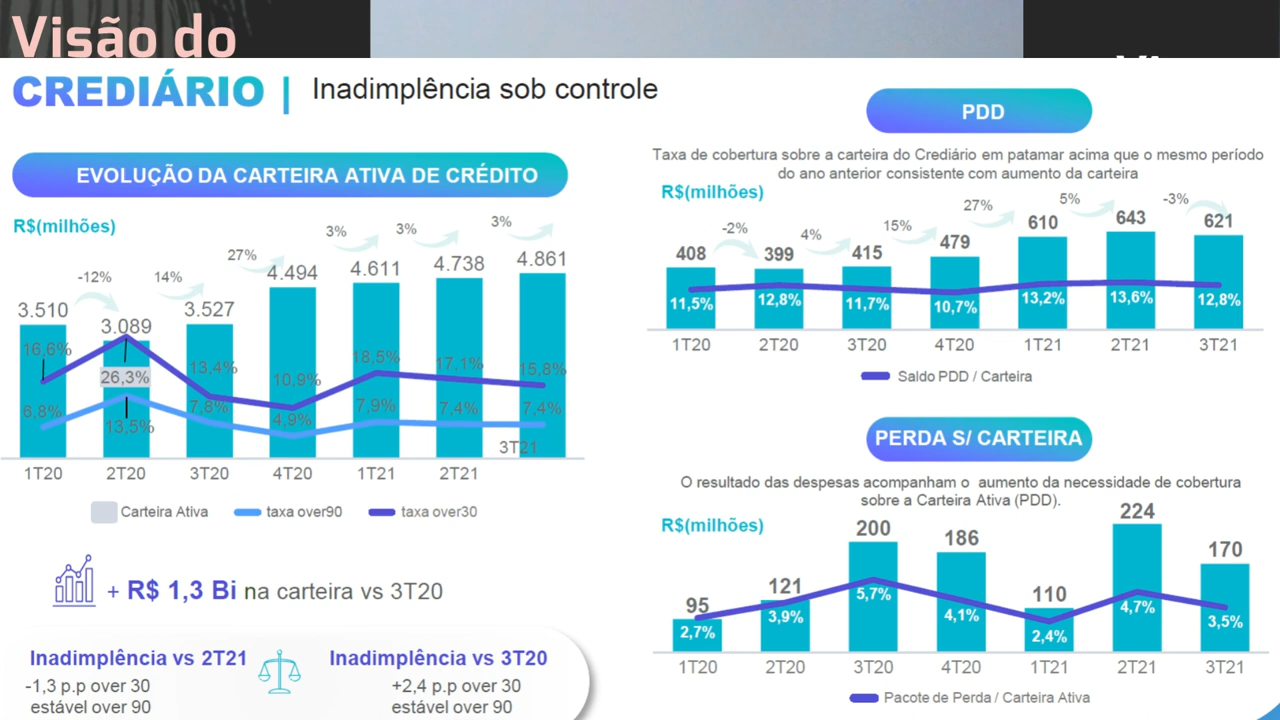 Visão do
CREDIÁRIO | Inadimplência sob controle
EVOLUÇÃO DA CARTEIRA ATIVA DE CRÉDITO
R$(milhões)
-12% 14% 27% 3% 3% 3%
3.510 3.089 3.527 4.494 4.611 4.738 4.861
16,6% 26,3% 13,4% 10,9% 18,5% 17,1% 15,8%
6,8% 13,5% 7,8% 4,9% 7,9% 7,4% 7,4%
1T20 2T20 3T20 4T20 1T21 2T21 3T21
Carteira Ativa taxa over90 taxa over30
+ R$ 1,3 Bi na carteira vs 3T20
Inadimplência vs 2T21
-1,3 p.p over 30
estável over 90
Inadimplência vs 3T20
+2,4 p.p over 30
estável over 90
PDD
Taxa de cobertura sobre a carteira do Crediário em patamar acima que o mesmo período
do ano anterior consistente com aumento da carteira
R$(milhões)
-2% 4% 15% 27% 5% -3%
408 399 415 479 610 643 621
11,5% 12,8% 11,7% 10,7% 13,2% 13,6% 12,8%
1T20 2T20 3T20 4T20 1T21 2T21 3T21
Saldo PDD / Carteira
PERDA S/ CARTEIRA
O resultado das despesas acompanham o aumento da necessidade de cobertura
sobre a Carteira Ativa (PDD).
R$(milhões)
95 121 200 186 110 224 170
2,7% 3,9% 5,7% 4,1% 2,4% 4,7% 3,5%
1T20 2T20 3T20 4T20 1T21 2T21 3T21
Pacote de Perda / Carteira Ativa